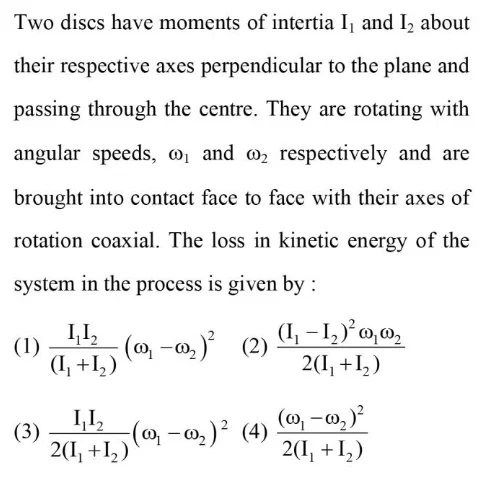 Two discs have moments of intertia I₁ and I₂ about
their respective axes perpendicular to the plane and
passing through the centre. They are rotating with
angular speeds, ω₁ and ω₂ respectively and are
brought into contact face to face with their axes of
rotation coaxial. The loss in kinetic energy of the
system in the process is given by :
(1) I₁I₂/(I₁+I₂) (ω₁ −ω₂)² (2) (I₁ − I₂)²ω₁ω₂/2(I₁ + I₂)
(3) I₁I₂/2(I₁+I₂) (ω₁ − ω₂)² (4) (ω₁ − ω₂)²/2(I₁ + I₂)